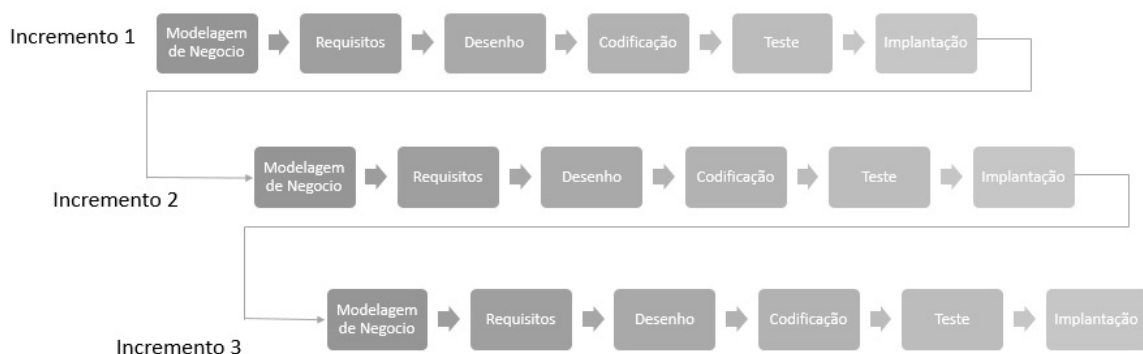 Incremento 1
Modelagem
de Negocio
Requisitos
Desenho
Codificação
Teste
Implantação
Incremento 2
Modelagem
de Negocio
Requisitos
Desenho
Codificação
Teste
Implantação
Incremento 3
Modelagem
de Negocio
Requisitos
Desenho
Codificação
Teste
Implantação